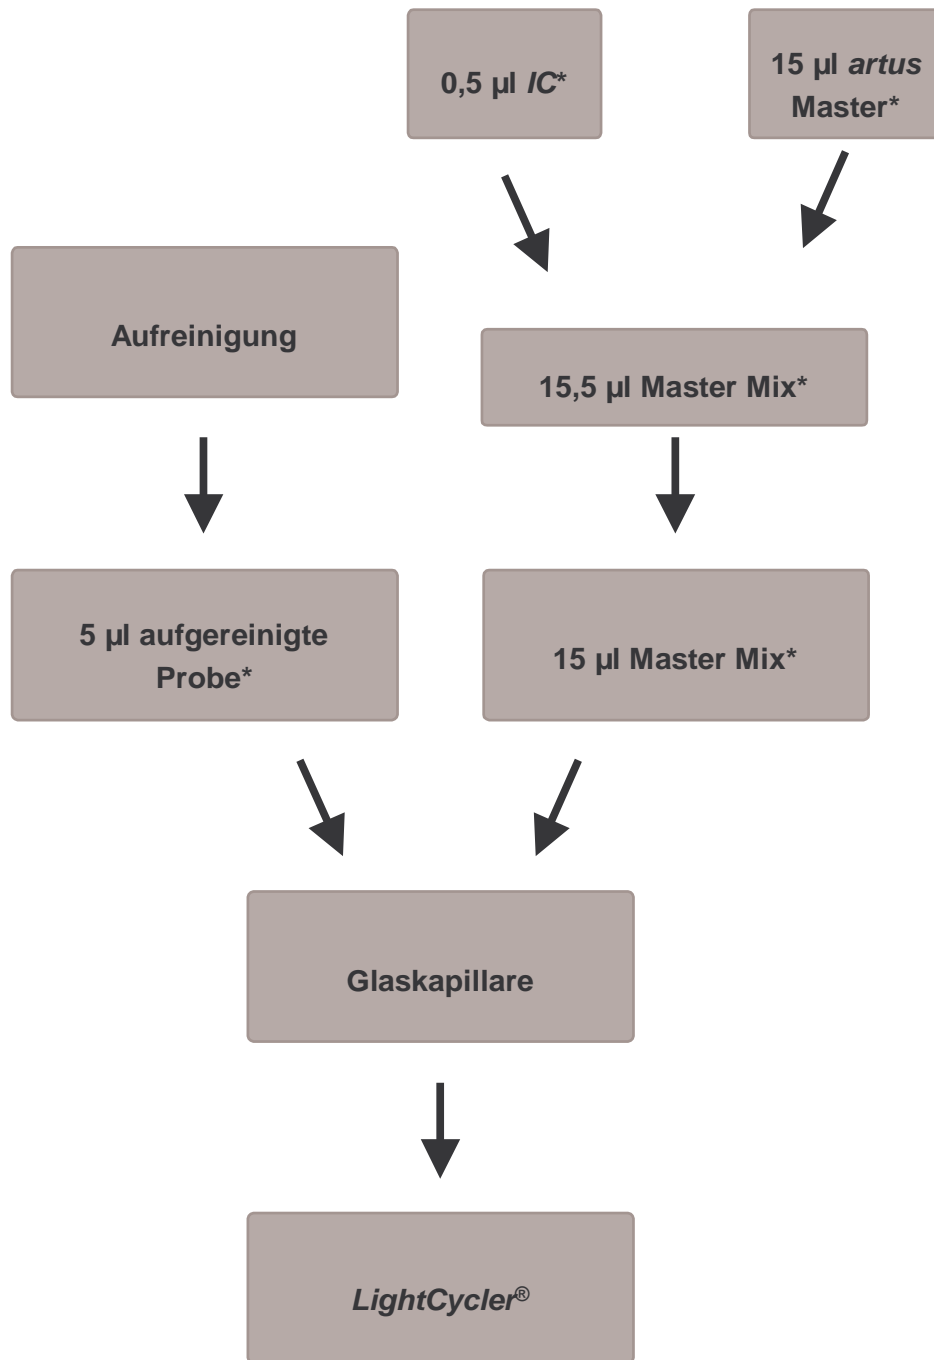 0,5 µl IC*
15 µl artus
Master*
Aufreinigung
15,5 µl Master Mix*
5 µl aufgereinigte
Probe*
15 µl Master Mix*
Glaskapillare
LightCycler®